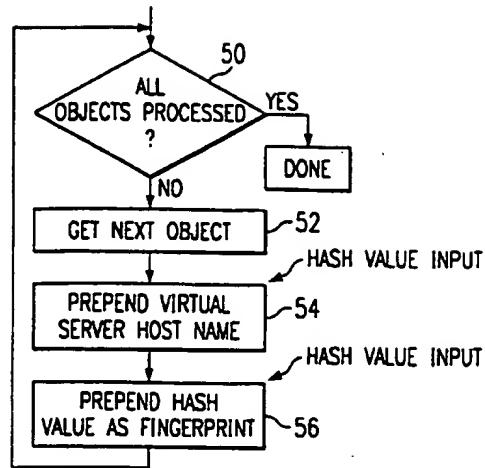 50
ALL
OBJECTS PROCESSED
?
YES
DONE
NO
GET NEXT OBJECT
52
HASH VALUE INPUT
PREPEND VIRTUAL
SERVER HOST NAME
54
HASH VALUE INPUT
PREPEND HASH
VALUE AS FINGERPRINT
56